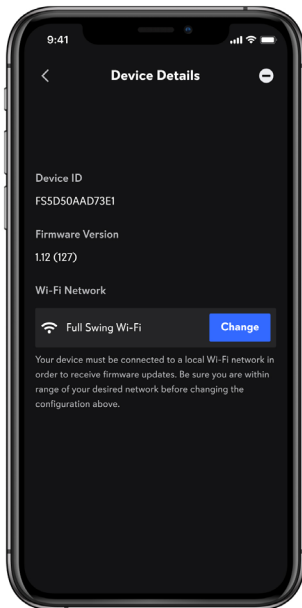 9:41
Device Details
Device ID
FS5D50AAD73E1
Firmware Version
1.12 (127)
Wi-Fi Network
Full Swing Wi-Fi
Change
Your device must be connected to a local Wi-Fi network in
order to receive firmware updates. Be sure you are within
range of your desired network before changing the
configuration above.